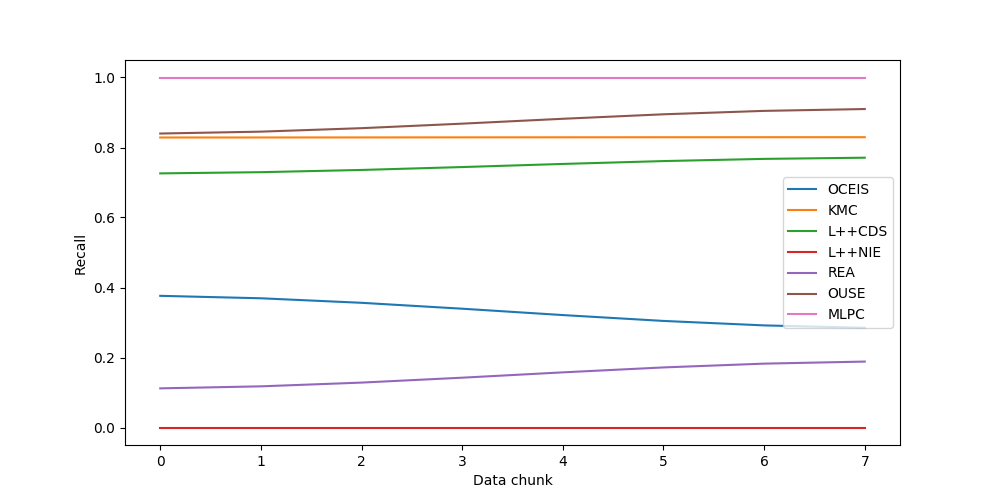 1.0
0.8
0.6
0.4
0.2
0.0
Recall
0 1 2 3 4 5 6 7
Data chunk
OCEIS
KMC
L++CDS
L++NIE
REA
OUSE
MLPC